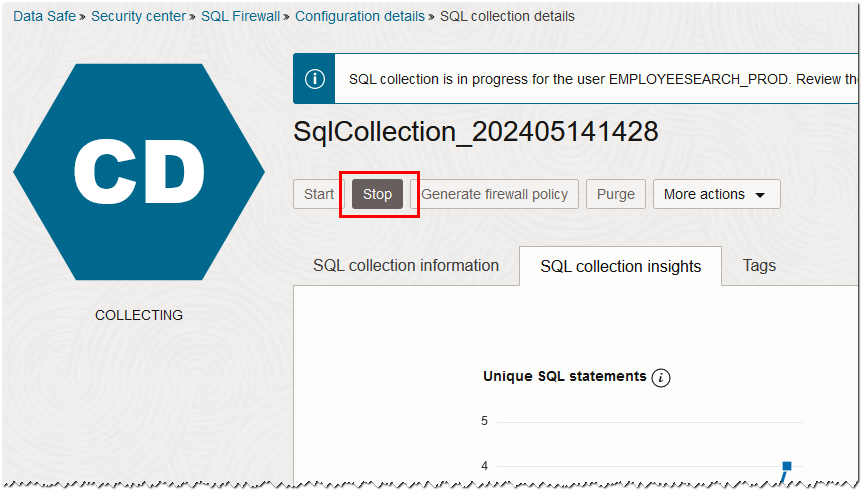 Data Safe » Security center » SQL Firewall » Configuration details » SQL collection details
SQL collection is in progress for the user EMPLOYEESEARCH_PROD. Review the
CD
SqlCollection_202405141428
Start Stop Generate firewall policy Purge More actions
SQL collection information SQL collection insights Tags
COLLECTING
Unique SQL statements
5
4